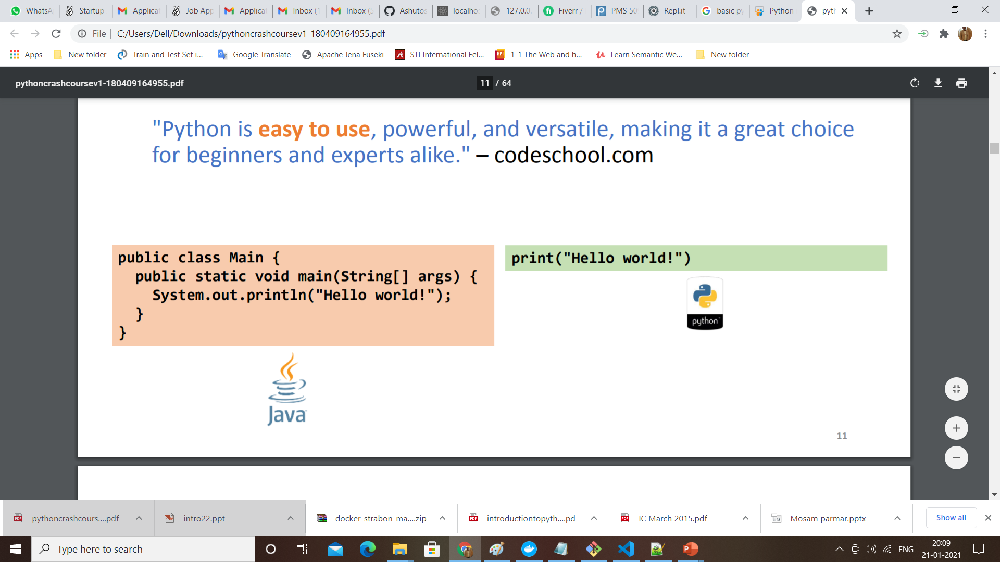 WhatsA
Startup
Applicat
Job App
Applicat
Inbox (1
Inbox (5
Ashutos
localhos
127.0.0.
Fiverr /
PMS 50
Repl.it -
basic py
Python
pyth
File
C:/Users/Dell/Downloads/pythoncrashcoursev1-180409164955.pdf
Apps
New folder
Train and Test Set i...
Google Translate
Apache Jena Fuseki
STI International Fel...
1-1 The Web and h...
Learn Semantic We...
New folder
pythoncrashcoursev1-180409164955.pdf
11 / 64
"Python is easy to use, powerful, and versatile, making it a great choice
for beginners and experts alike." – codeschool.com
public class Main {
  public static void main(String[] args) {
    System.out.println("Hello world!");
  }
}
print("Hello world!")
python
Java
11
pythoncrashcours....pdf
intro22.ppt
docker-strabon-ma....zip
introductiontopyth....pd
IC March 2015.pdf
Mosam parmar.pptx
Show all
Type here to search
ENG
20:09
21-01-2021